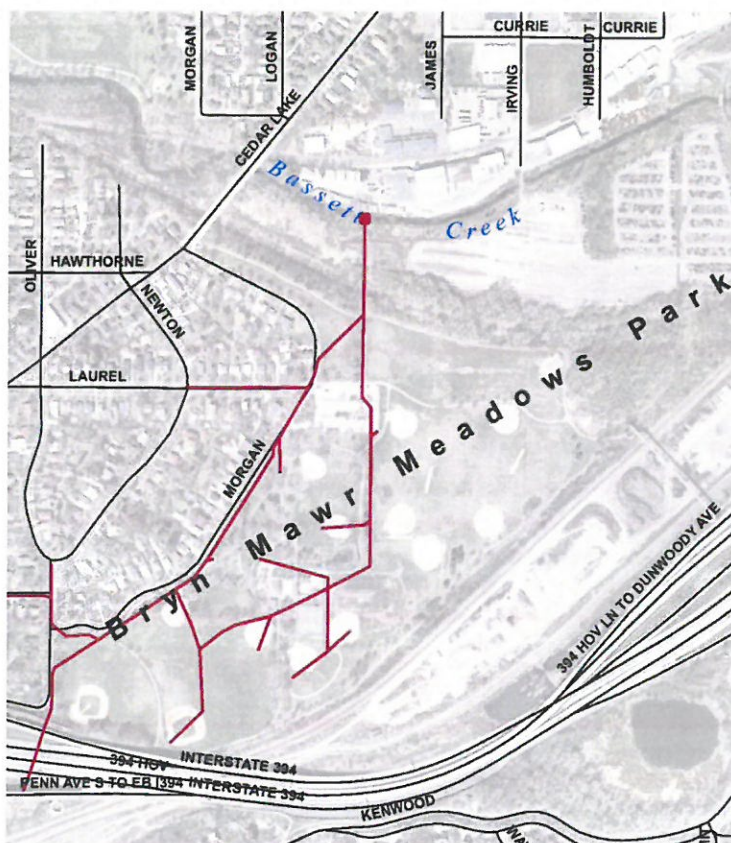 CURRIE
CURRIE
MORGAN
LOGAN
JAMES
IRVING
HUMBOLDT
CEDAR LAKE
Bassett
Creek
OLIVER
HAWTHORNE
NEWTON
LAUREL
MORGAN
Bryn Mawr Meadows Park
394 HOV LN TO DUNWOODY AVE
394 HOV
INTERSTATE 394
PENN AVE S TO EB I394
INTERSTATE 394
KENWOOD